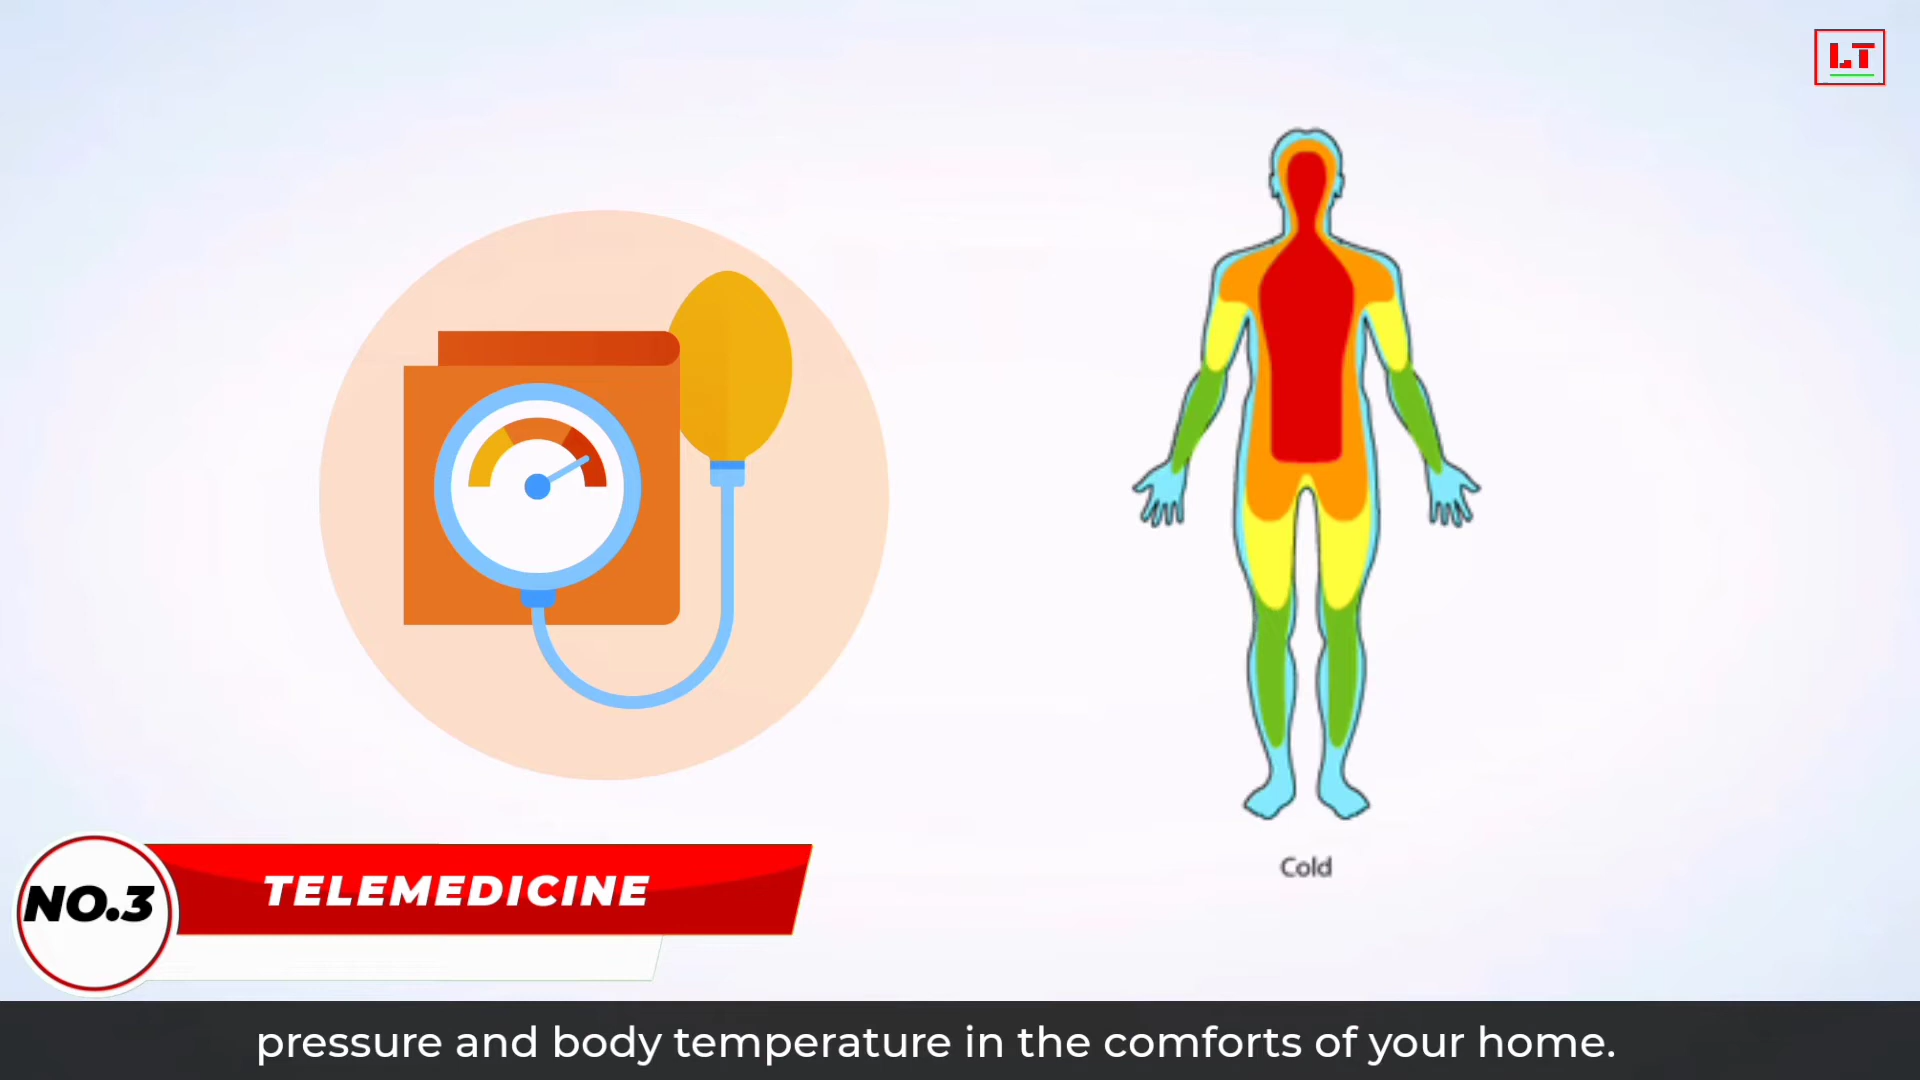 LT
Cold
NO.3
TELEMEDICINE
pressure and body temperature in the comforts of your home.